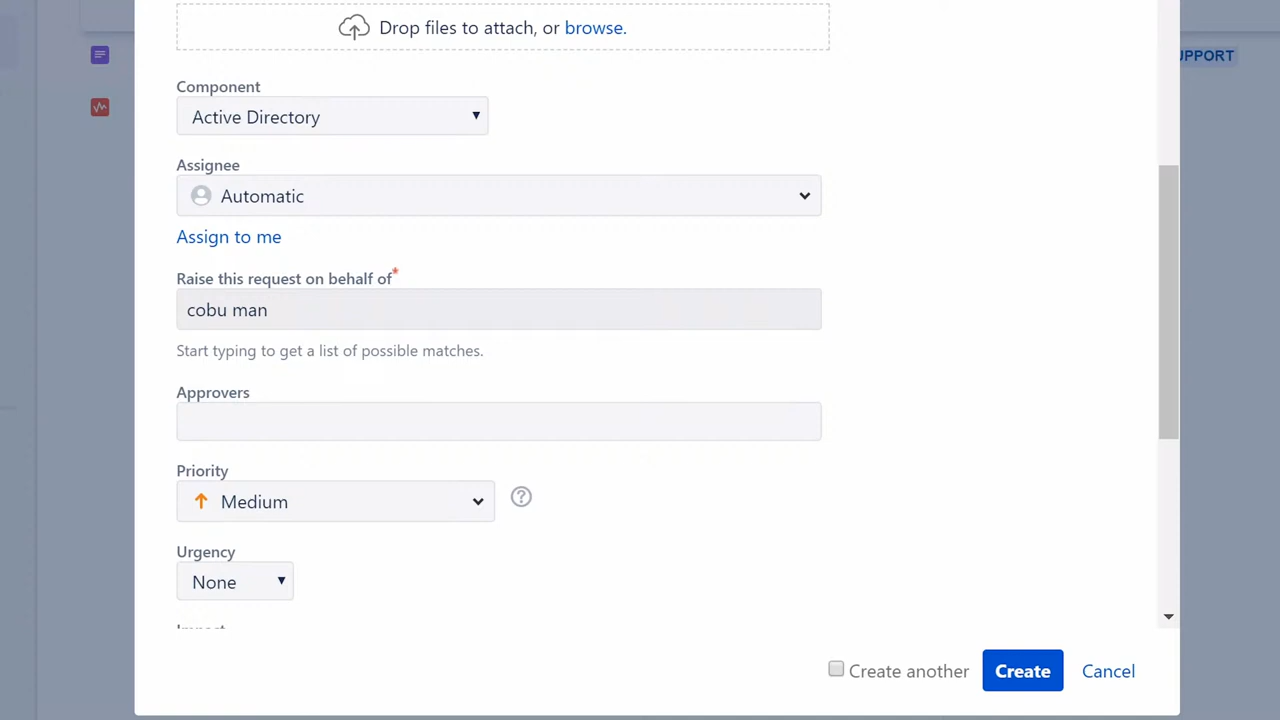 Drop files to attach, or browse.
UPPORT
Component
Active Directory
Assignee
Automatic
Assign to me
Raise this request on behalf of*
cobu man
Start typing to get a list of possible matches.
Approvers
Priority
Medium
Urgency
None
Create another
Create
Cancel